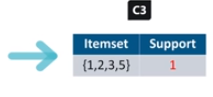 C3
Itemset Support
{1,2,3,5} 1